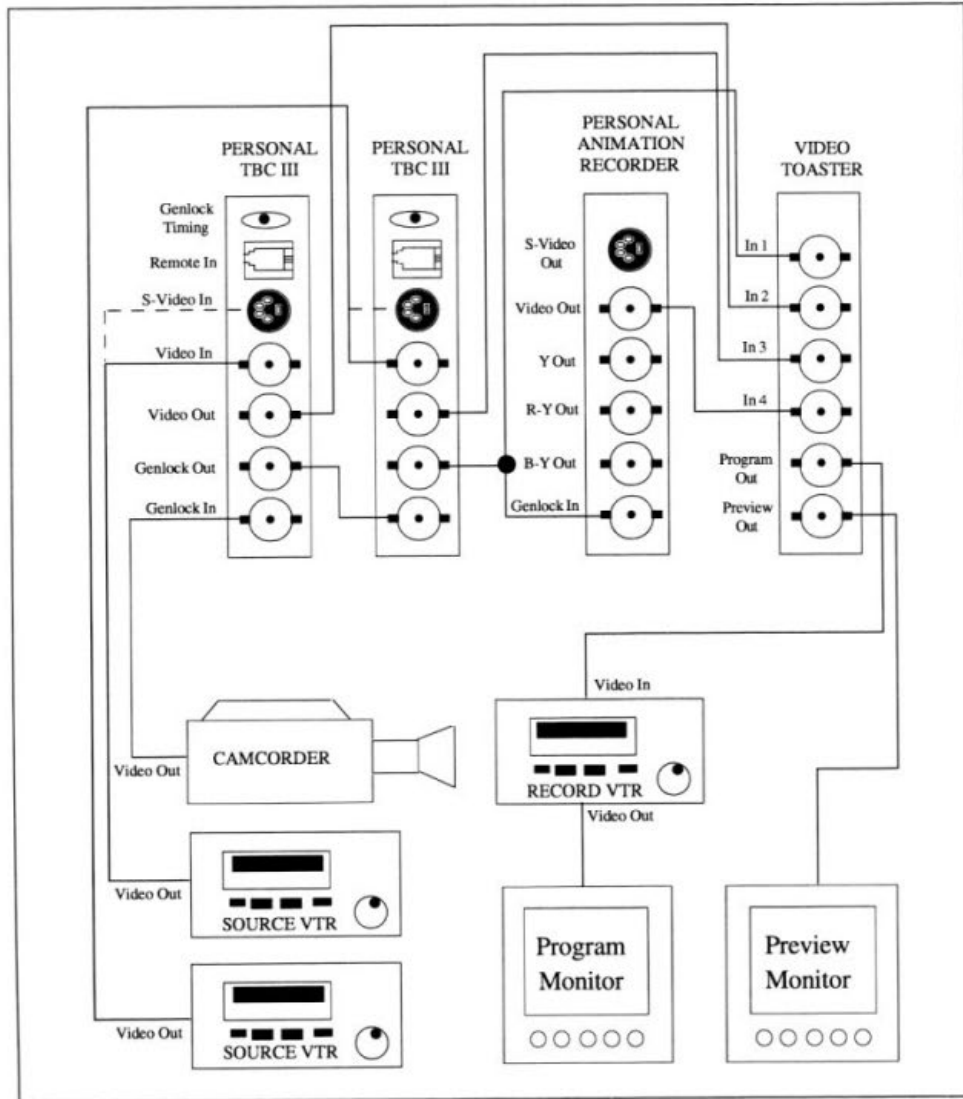 PERSONAL
TBC III
PERSONAL
TBC III
PERSONAL
ANIMATION
RECORDER
VIDEO
TOASTER
Genlock
Timing
Remote In
S-Video In
Video In
Video Out
Genlock Out
Genlock In
S-Video
Out
Video Out
Y Out
R-Y Out
B-Y Out
Genlock In
In 1
In 2
In 3
In 4
Program
Out
Preview
Out
Video Out
CAMCORDER
Video In
RECORD VTR
Video Out
Video Out
SOURCE VTR
Video Out
SOURCE VTR
Program
Monitor
Preview
Monitor